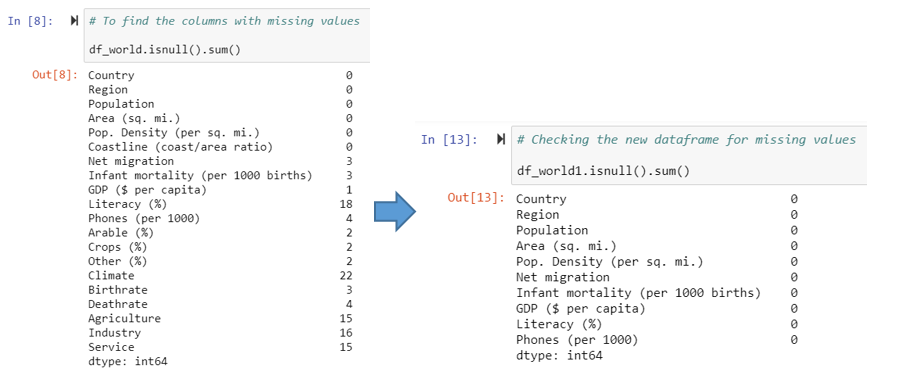 In [8]:
# To find the columns with missing values
df_world.isnull().sum()
Out[8]:
Country 0
Region 0
Population 0
Area (sq. mi.) 0
Pop. Density (per sq. mi.) 0
Coastline (coast/area ratio) 0
Net migration 3
Infant mortality (per 1000 births) 3
GDP ($ per capita) 1
Literacy (%) 18
Phones (per 1000) 4
Arable (%) 2
Crops (%) 2
Other (%) 2
Climate 22
Birthrate 3
Deathrate 4
Agriculture 15
Industry 16
Service 15
dtype: int64
In [13]:
# Checking the new dataframe for missing values
df_world1.isnull().sum()
Out[13]:
Country 0
Region 0
Population 0
Area (sq. mi.) 0
Pop. Density (per sq. mi.) 0
Net migration 0
Infant mortality (per 1000 births) 0
GDP ($ per capita) 0
Literacy (%) 0
Phones (per 1000) 0
dtype: int64